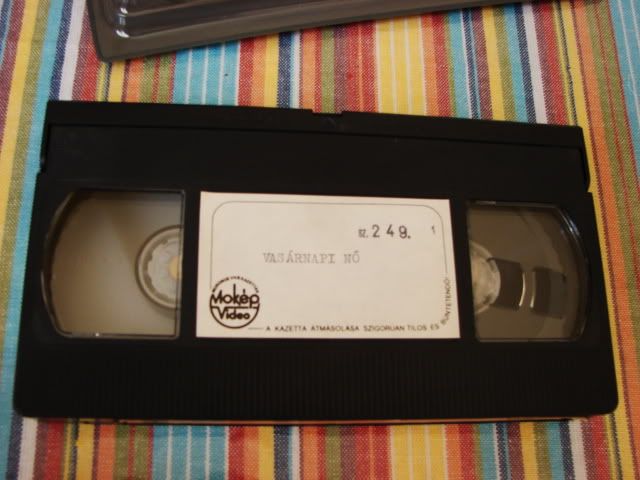 SZ. 249. 1
VASÁRNAPI NŐ
Mokép
Video
A KAZETTA ÁTMÁSOLÁSA SZIGORÚAN TILOS ÉS BÜNTETENDŐ!